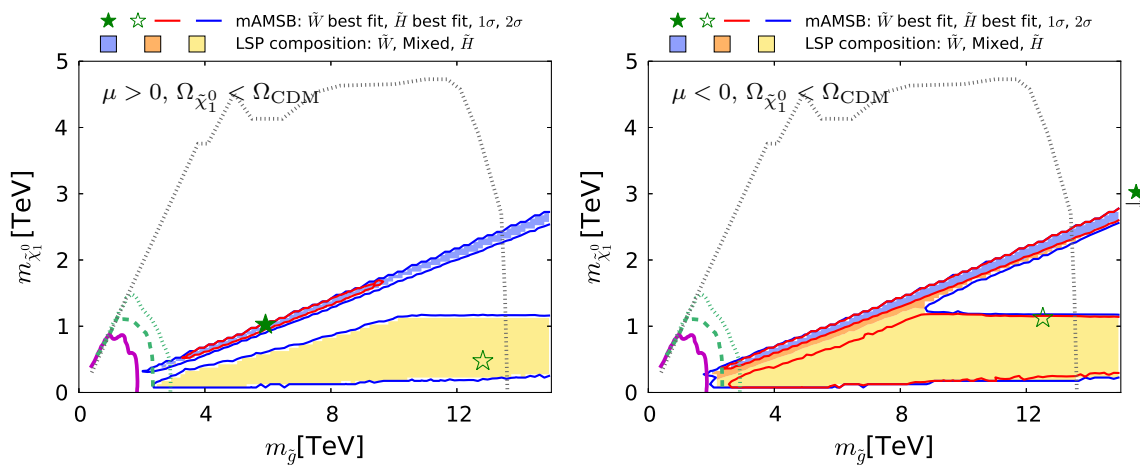 mAMSB: W̃ best fit, H̃ best fit, 1σ, 2σ
LSP composition: W̃, Mixed, H̃
μ > 0, Ω_χ̃₁⁰ < Ω_CDM
5
4
3
2
1
0
m_χ̃₁⁰ [TeV]
0 4 8 12
m_g̃ [TeV]
mAMSB: W̃ best fit, H̃ best fit, 1σ, 2σ
LSP composition: W̃, Mixed, H̃
μ < 0, Ω_χ̃₁⁰ < Ω_CDM
5
4
3
2
1
0
m_χ̃₁⁰ [TeV]
0 4 8 12
m_g̃ [TeV]